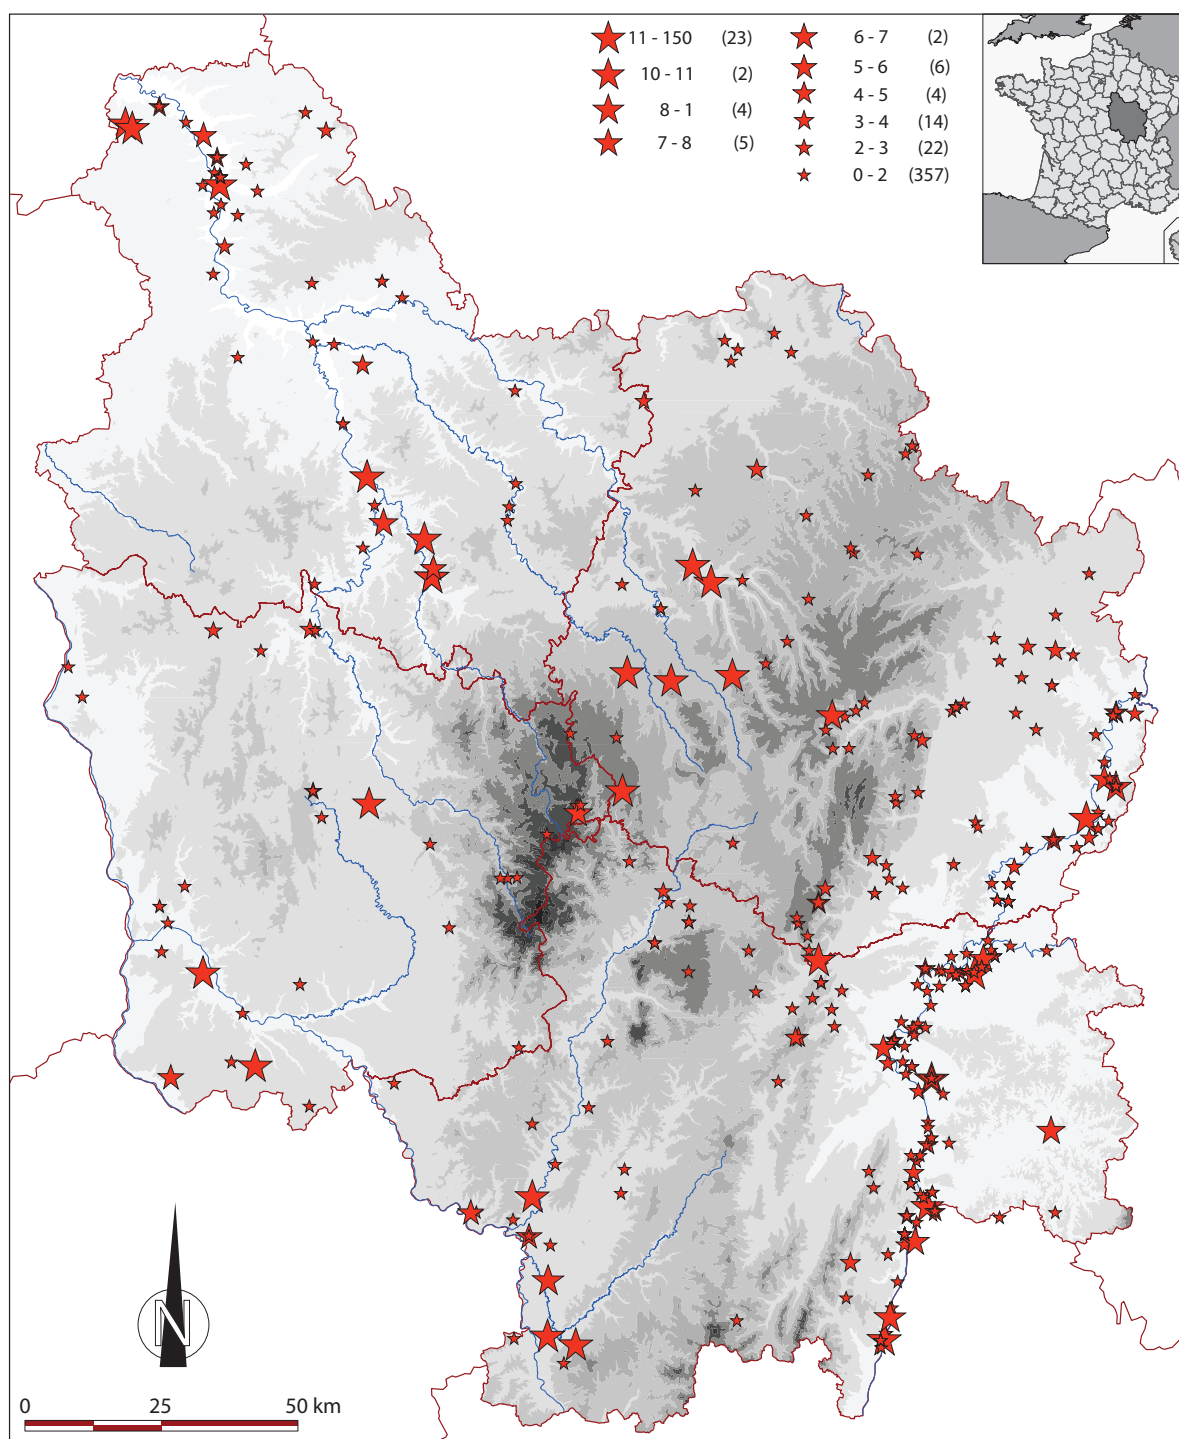 11 - 150 (23)
10 - 11 (2)
8 - 1 (4)
7 - 8 (5)
6 - 7 (2)
5 - 6 (6)
4 - 5 (4)
3 - 4 (14)
2 - 3 (22)
0 - 2 (357)
N
0 25 50 km